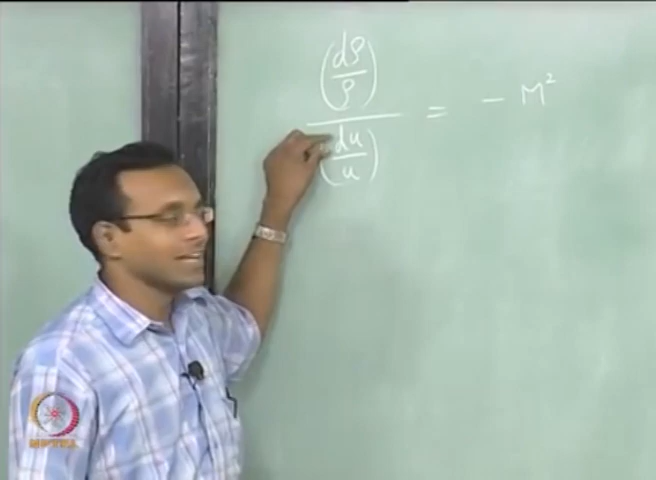 (dρ/ρ)
/ (du/u) = - M²
NPTEL